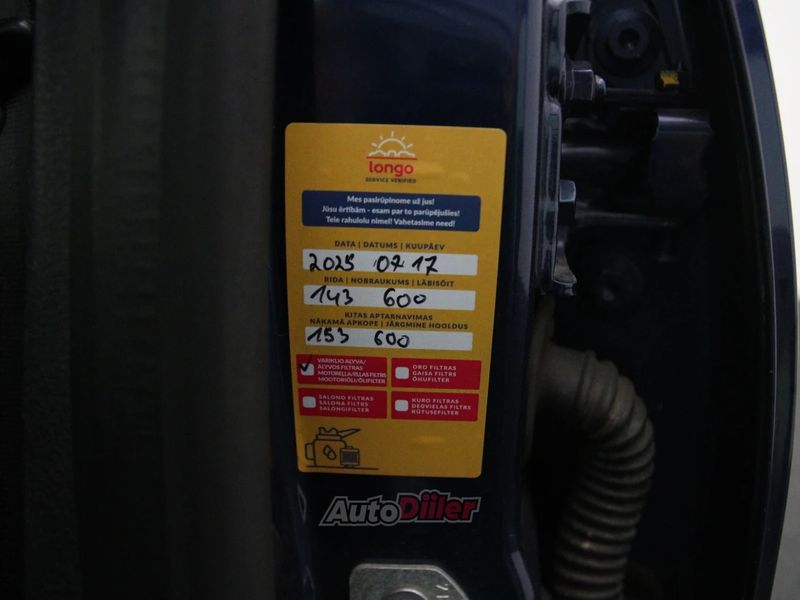 longo
SERVICE VERIFIED
Mes pasirūpinome už jus!
Jūsu ērtībām - esam par to parūpējušies!
Teie rahulolu nimel! Vahetasime need!
DATA | DATUMS | KUUPÄEV
2025 07 17
RIDA | NOBRAUKUMS | LÄBISÕIT
143 600
KITAS APTARNAVIMAS
NĀKAMĀ APKOPE | JÄRGMINE HOOLDUS
153 600
VARIKLIO ALYVA/
ALYVOS FILTRAS
MOTOREĻĻA/EĻĻAS FILTRS
MOOTORIÕLI/ÕLIFILTER
ORO FILTRAS
GAISA FILTRS
ÕHUFILTER
SALONO FILTRAS
SALONA FILTRS
SALONGIFILTER
KURO FILTRAS
DEGVIELAS FILTRS
KÜTUSEFILTER
AutoDiiler